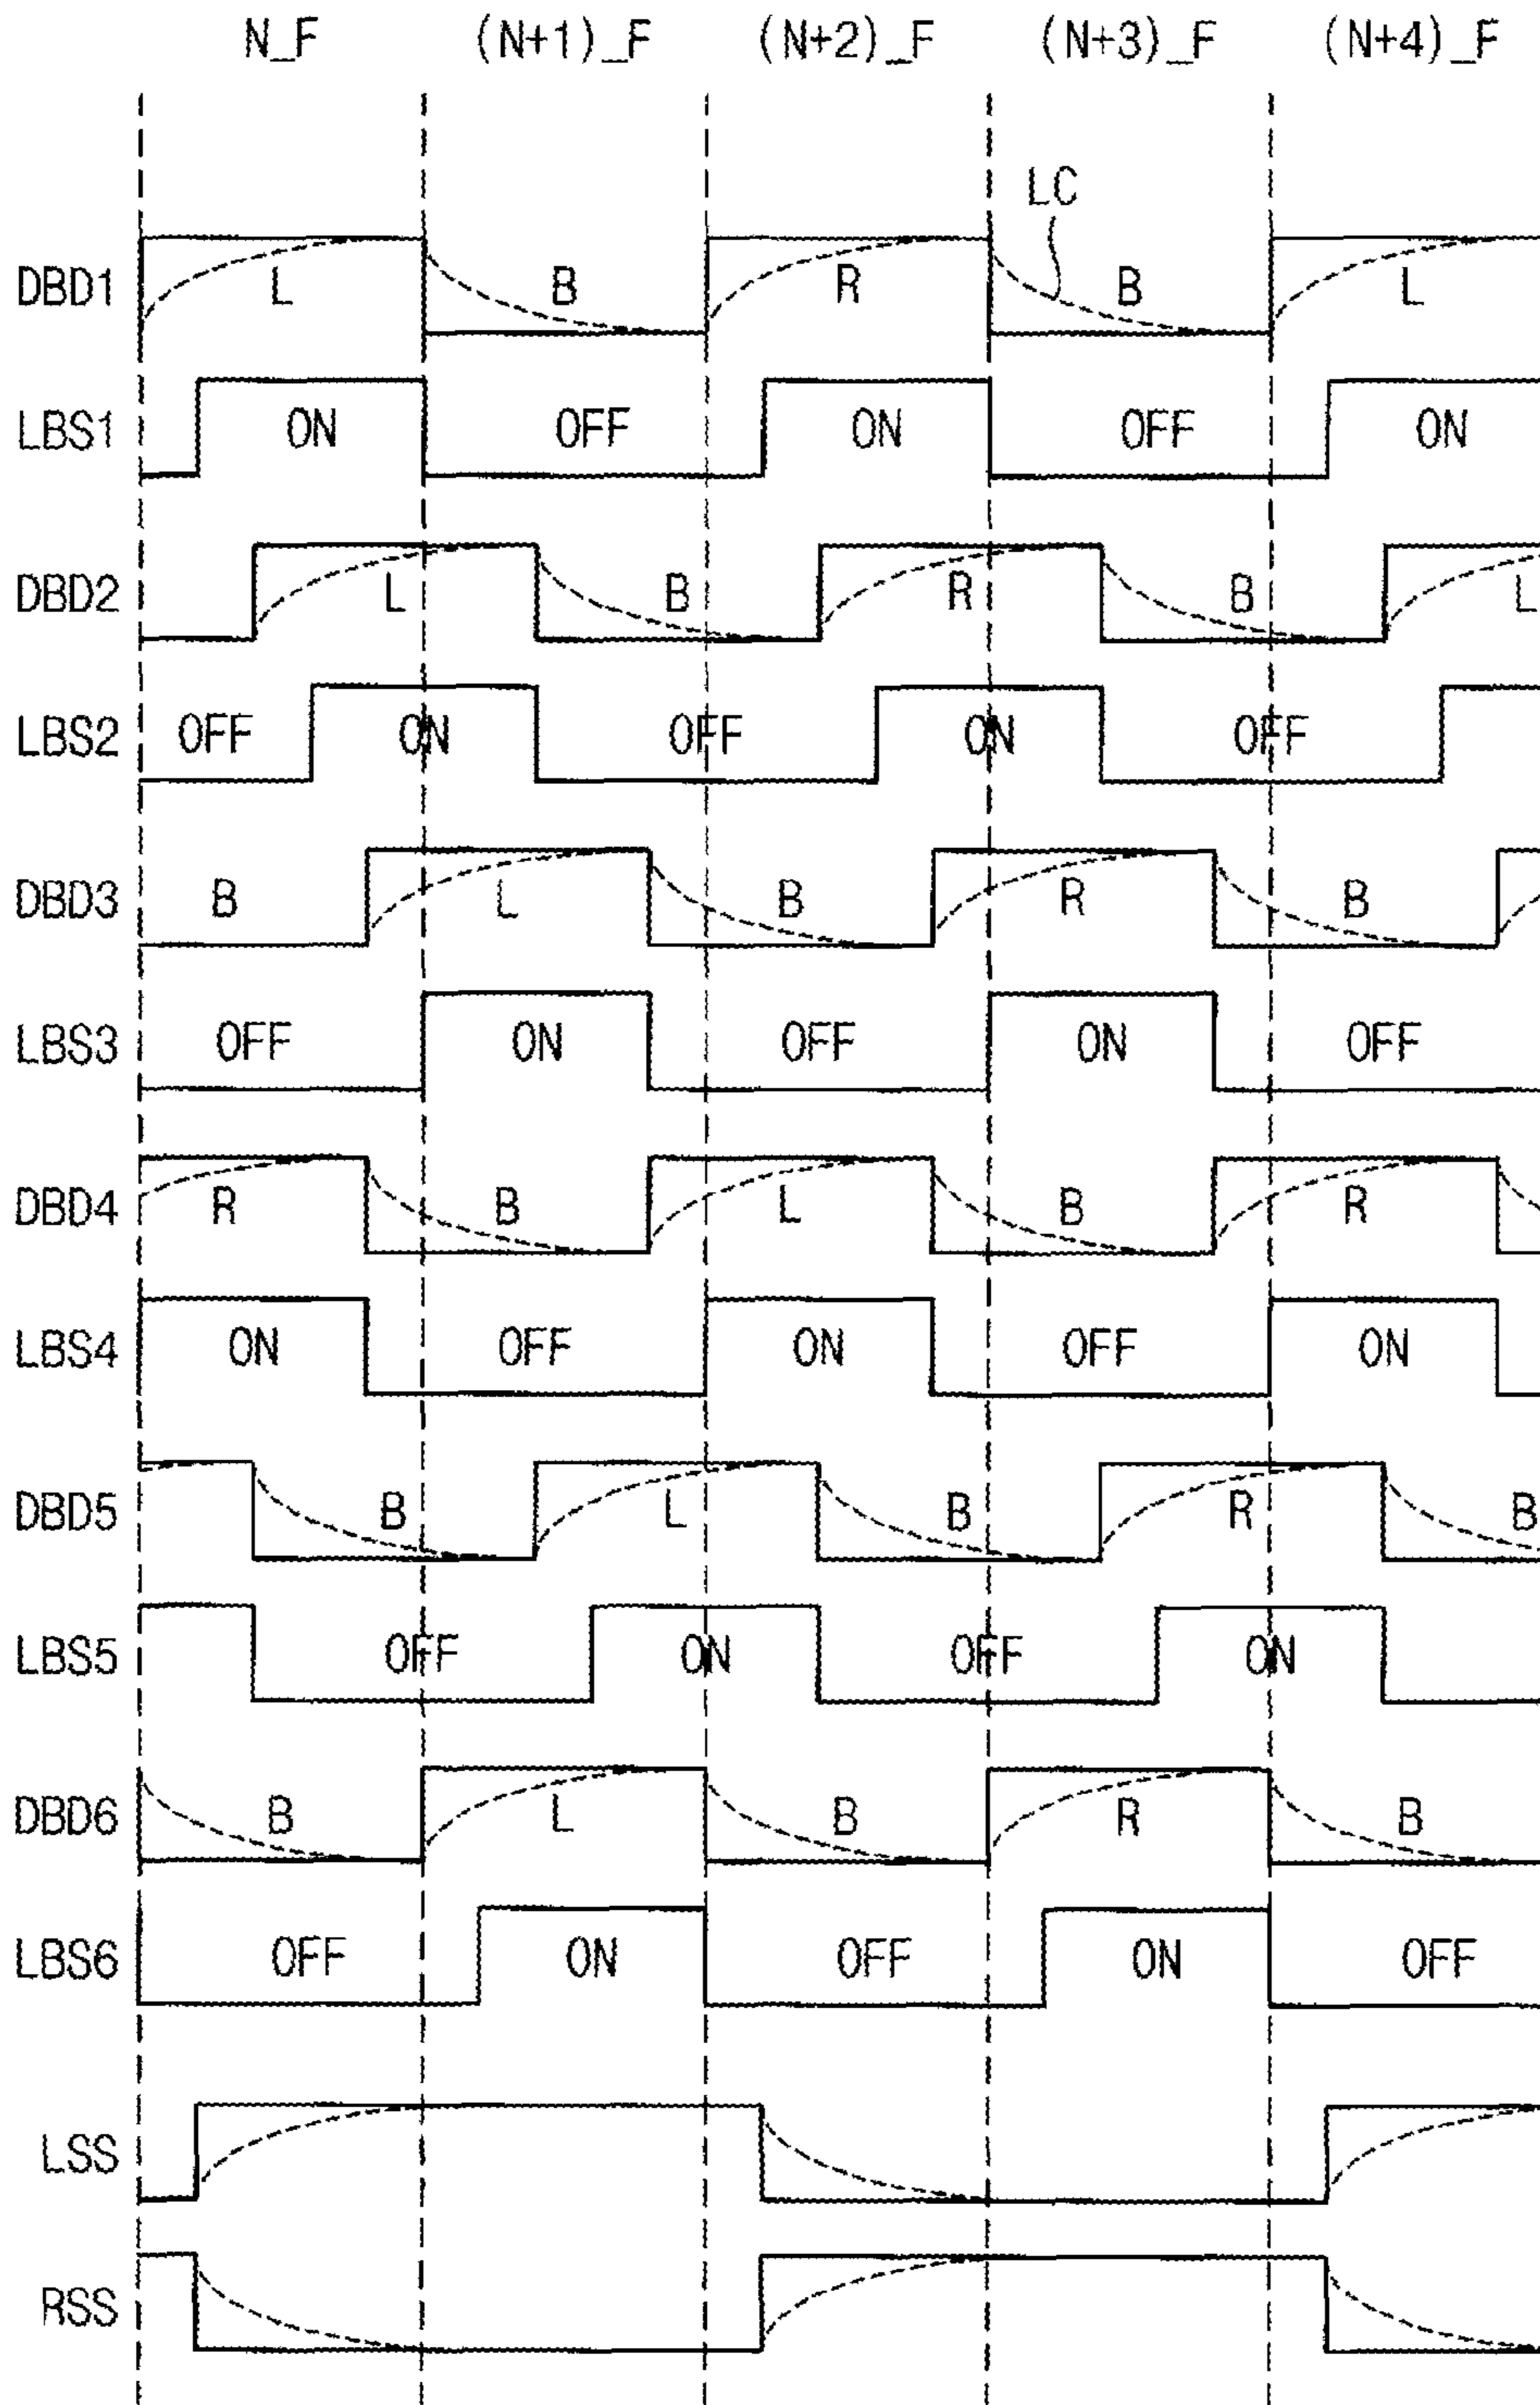 N_F (N+1)_F (N+2)_F (N+3)_F (N+4)_F
LC
DBD1 L B R B L
LBS1 ON OFF ON OFF ON
DBD2 L B R B L
LBS2 OFF ON OFF ON OFF
DBD3 B L B R B
LBS3 OFF ON OFF ON OFF
DBD4 R B L B R
LBS4 ON OFF ON OFF ON
DBD5 B L B R B
LBS5 OFF ON OFF ON
DBD6 B L B R B
LBS6 OFF ON OFF ON OFF
LSS
RSS